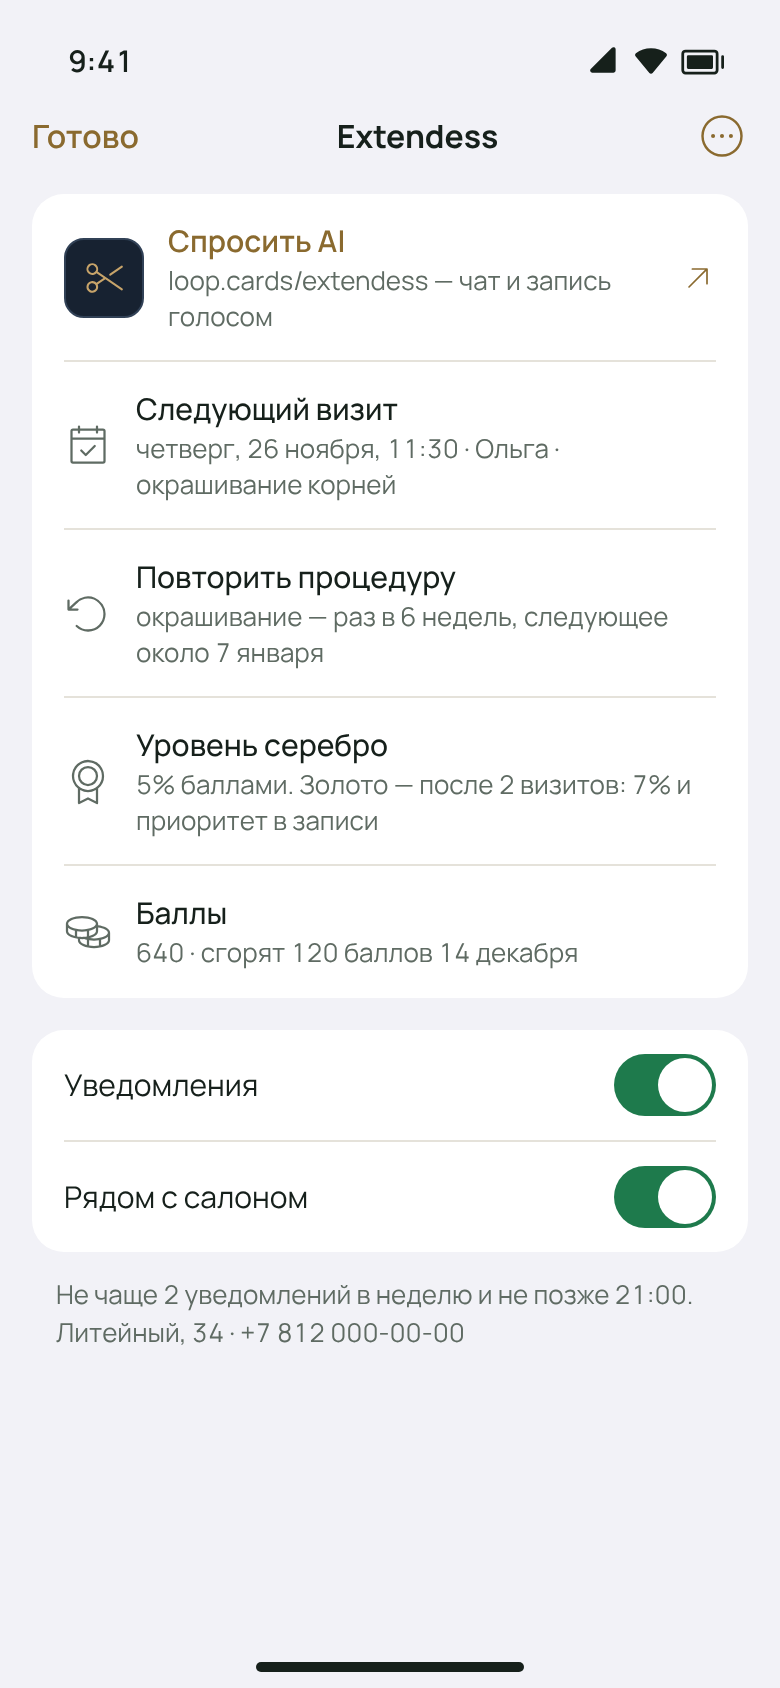 9:41
Готово
Extendess
Спросить AI
loop.cards/extendess — чат и запись
голосом
Следующий визит
четверг, 26 ноября, 11:30 · Ольга ·
окрашивание корней
Повторить процедуру
окрашивание — раз в 6 недель, следующее
около 7 января
Уровень серебро
5% баллами. Золото — после 2 визитов: 7% и
приоритет в записи
Баллы
640 · сгорят 120 баллов 14 декабря
Уведомления
Рядом с салоном
Не чаще 2 уведомлений в неделю и не позже 21:00.
Литейный, 34 · +7 812 000-00-00